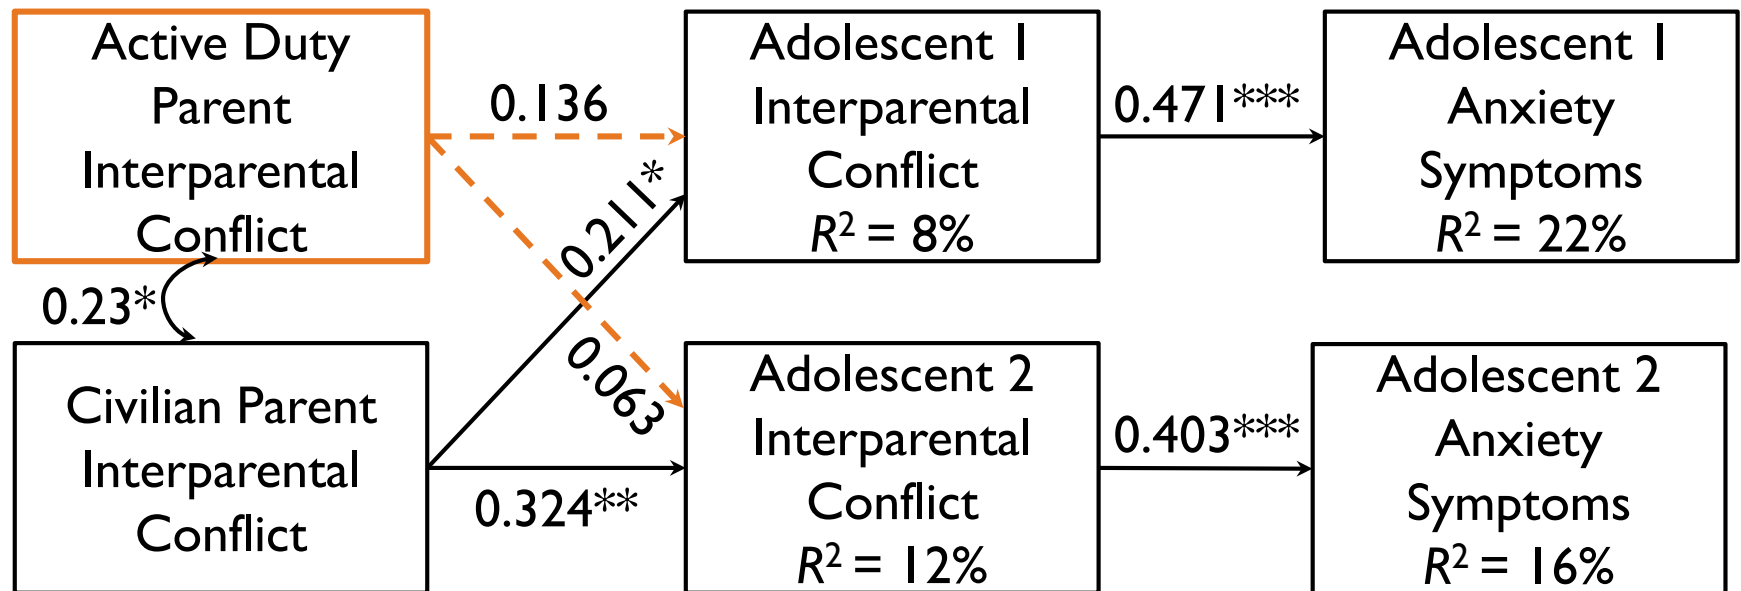 Active Duty
Parent
Interparental
Conflict
0.136
0.211*
0.063
Adolescent 1
Interparental
Conflict
R² = 8%
0.471***
Adolescent 1
Anxiety
Symptoms
R² = 22%
0.23*
Civilian Parent
Interparental
Conflict
0.324**
Adolescent 2
Interparental
Conflict
R² = 12%
0.403***
Adolescent 2
Anxiety
Symptoms
R² = 16%